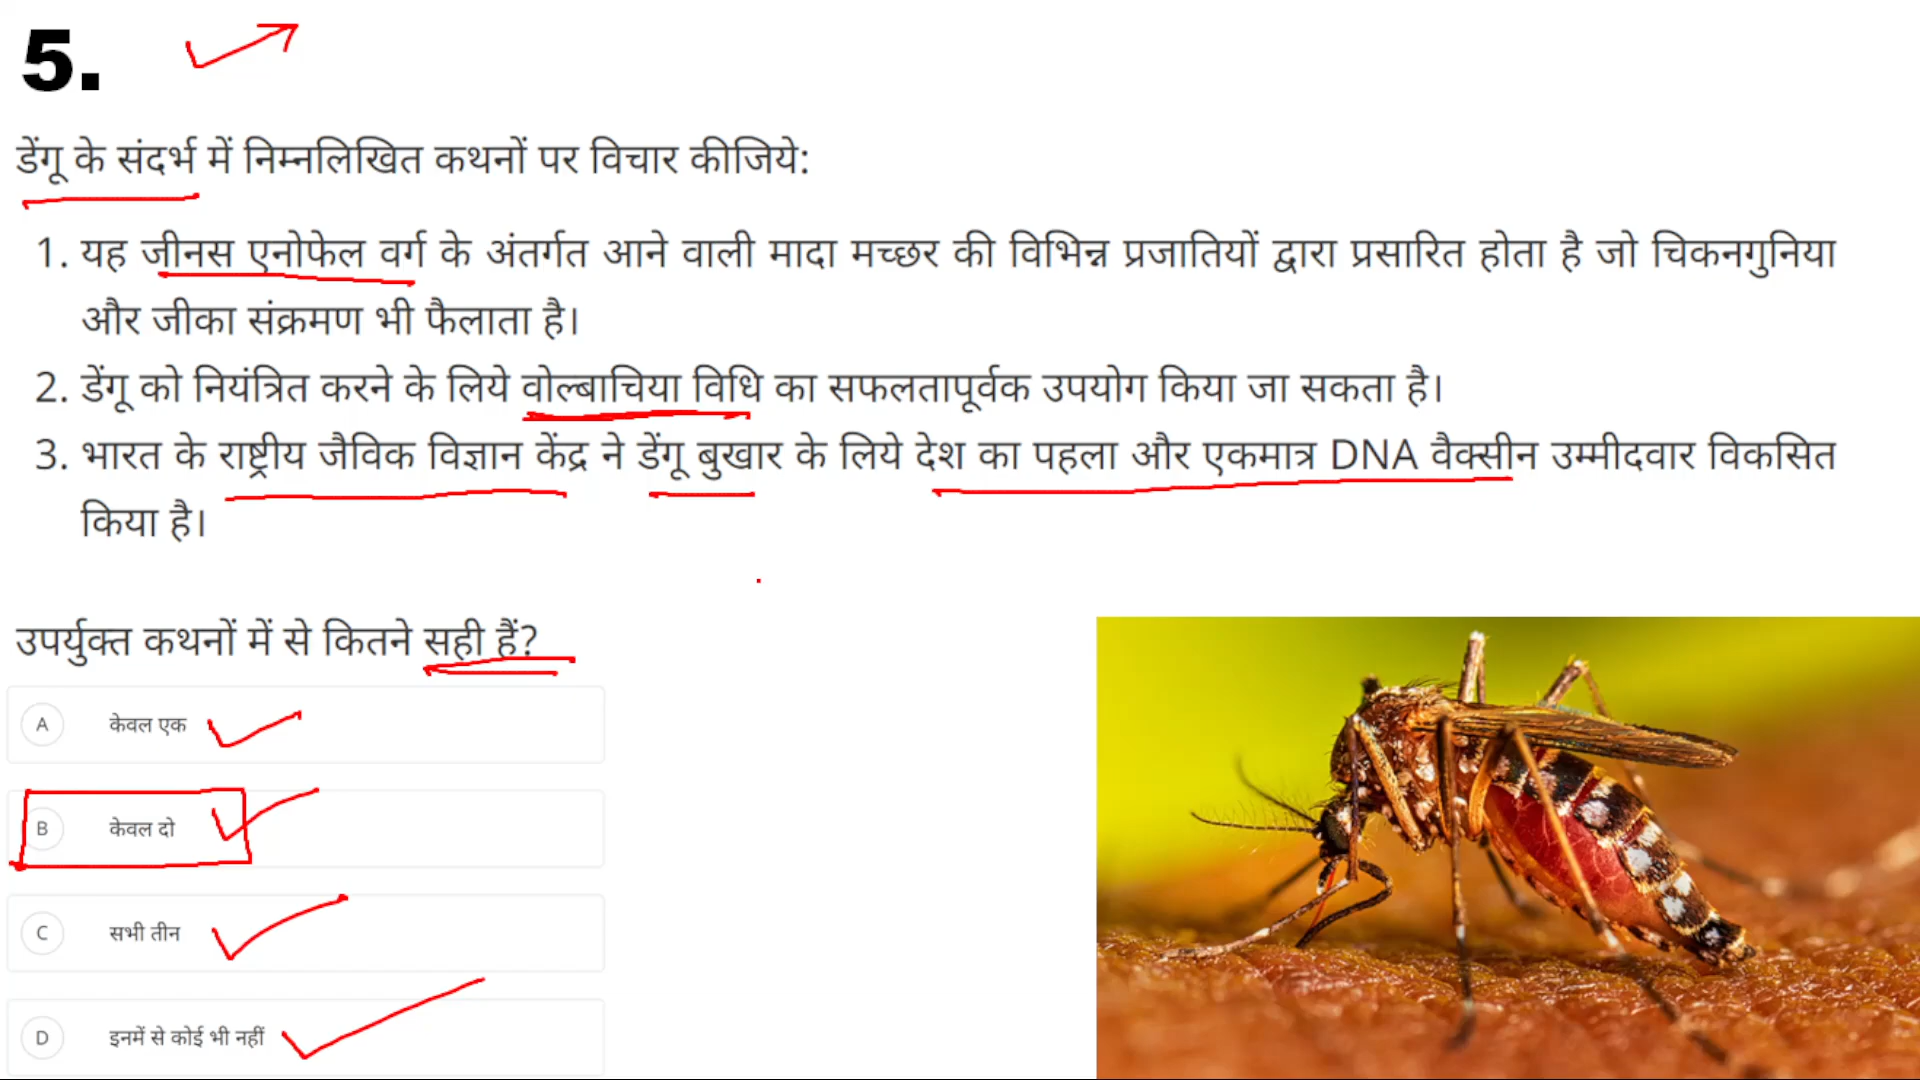 5.
डेंगू के संदर्भ में निम्नलिखित कथनों पर विचार कीजिये:
1. यह जीनस एनोफेल वर्ग के अंतर्गत आने वाली मादा मच्छर की विभिन्न प्रजातियों द्वारा प्रसारित होता है जो चिकनगुनिया
और जीका संक्रमण भी फैलाता है।
2. डेंगू को नियंत्रित करने के लिये वोल्बाचिया विधि का सफलतापूर्वक उपयोग किया जा सकता है।
3. भारत के राष्ट्रीय जैविक विज्ञान केंद्र ने डेंगू बुखार के लिये देश का पहला और एकमात्र DNA वैक्सीन उम्मीदवार विकसित
किया है।
उपर्युक्त कथनों में से कितने सही हैं?
A केवल एक
B केवल दो
C सभी तीन
D इनमें से कोई भी नहीं